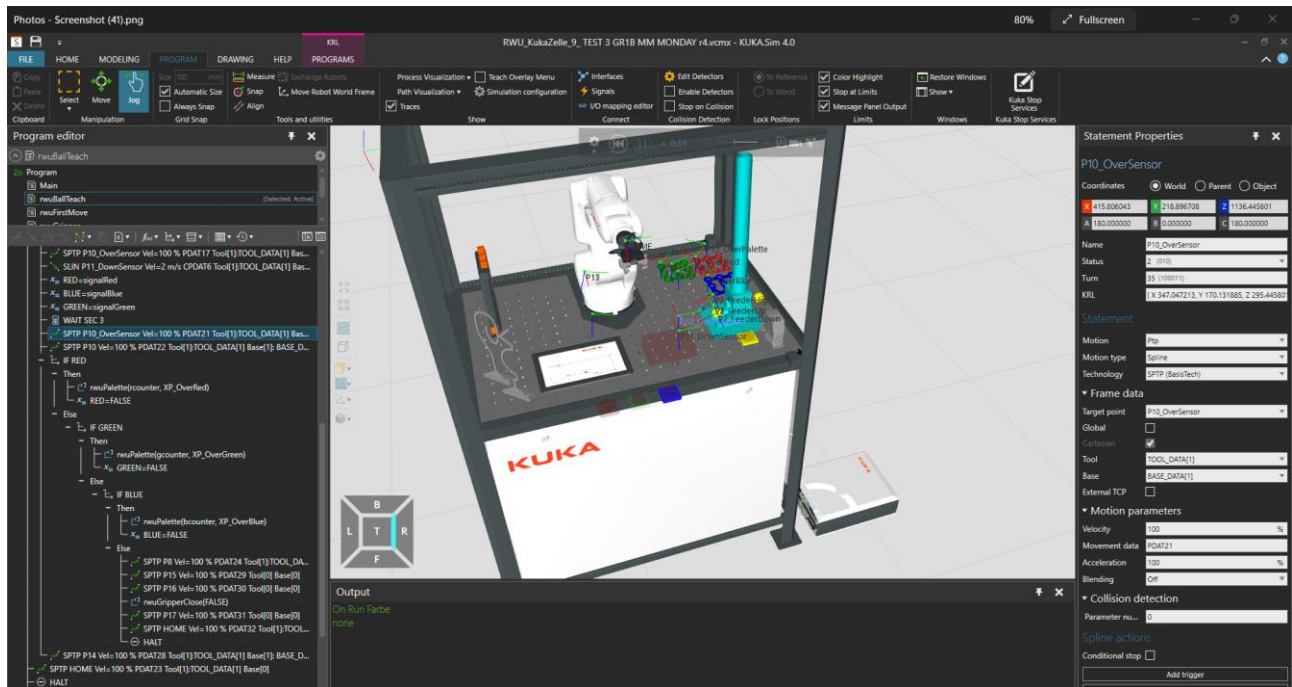 Photos - Screenshot (41).png
80%
Fullscreen
KRL
RWU_KukaZelle_9_ TEST 3 GR1B MM MONDAY r4.vcmx - KUKA.Sim 4.0
FILE HOME MODELING PROGRAM DRAWING HELP PROGRAMS
Copy
Paste
Delete
Clipboard
Select
Move
Jog
Manipulation
Size 100 mm
Automatic Size
Always Snap
Grid Snap
Measure
Snap
Align
Exchange Robots
Move Robot World Frame
Tools and utilities
Process Visualization
Path Visualization
Traces
Teach Overlay Menu
Simulation configuration
Show
Interfaces
Signals
I/O mapping editor
Connect
Edit Detectors
Enable Detectors
Stop on Collision
Collision Detection
To Reference
To World
Lock Positions
Color Highlight
Stop at Limits
Message Panel Output
Limits
Restore Windows
Show
Windows
Kuka Stop
Services
Kuka Stop Services
Program editor
rwuBallTeach
Program
Main
rwuBallTeach (Selected, Active)
rwuFirstMove
SPTP P10_OverSensor Vel=100 % PDAT17 Tool[1]:TOOL_DATA[1] Bas...
SLIN P11_DownSensor Vel=2 m/s CPDAT6 Tool[1]:TOOL_DATA[1] Bas...
RED=signalRed
BLUE=signalBlue
GREEN=signalGreen
WAIT SEC 3
SPTP P10_OverSensor Vel=100 % PDAT21 Tool[1]:TOOL_DATA[1] Bas...
SPTP P10 Vel=100 % PDAT22 Tool[1]:TOOL_DATA[1] Base[1]: BASE_D...
IF RED
Then
rwuPalette(rcounter, XP_OverRed)
RED=FALSE
Else
IF GREEN
Then
rwuPalette(gcounter, XP_OverGreen)
GREEN=FALSE
Else
IF BLUE
Then
rwuPalette(bcounter, XP_OverBlue)
BLUE=FALSE
Else
SPTP P8 Vel=100 % PDAT24 Tool[1]:TOOL_DA...
SPTP P15 Vel=100 % PDAT29 Tool[0] Base[0]
SPTP P16 Vel=100 % PDAT30 Tool[0] Base[0]
rwuGripperClose(FALSE)
SPTP P17 Vel=100 % PDAT31 Tool[0] Base[0]
SPTP HOME Vel=100 % PDAT32 Tool[1]:TOOL...
HALT
SPTP P14 Vel=100 % PDAT28 Tool[1]:TOOL_DATA[1] Base[1]: BASE_D...
SPTP HOME Vel=100 % PDAT23 Tool[1]:TOOL_DATA[1] Base[0]
HALT
P13
KUKA
KUKA
B
L T R
F
Output
On Run Farbe
none
Statement Properties
P10_OverSensor
Coordinates World Parent Object
X 415.806043 Y 218.896708 Z 1136.445801
A 180.000000 B 0.000000 C 180.000000
Name P10_OverSensor
Status 2 (010)
Turn 35 (100011)
KRL { X 347.047213, Y 170.131885, Z 295.445801
Statement
Motion Ptp
Motion type Spline
Technology SPTP (BasisTech)
Frame data
Target point P10_OverSensor
Global
Cartesian
Tool TOOL_DATA[1]
Base BASE_DATA[1]
External TCP
Motion parameters
Velocity 100 %
Movement data PDAT21
Acceleration 100 %
Blending Off
Collision detection
Parameter nu... 0
Spline actions
Conditional stop
Add trigger